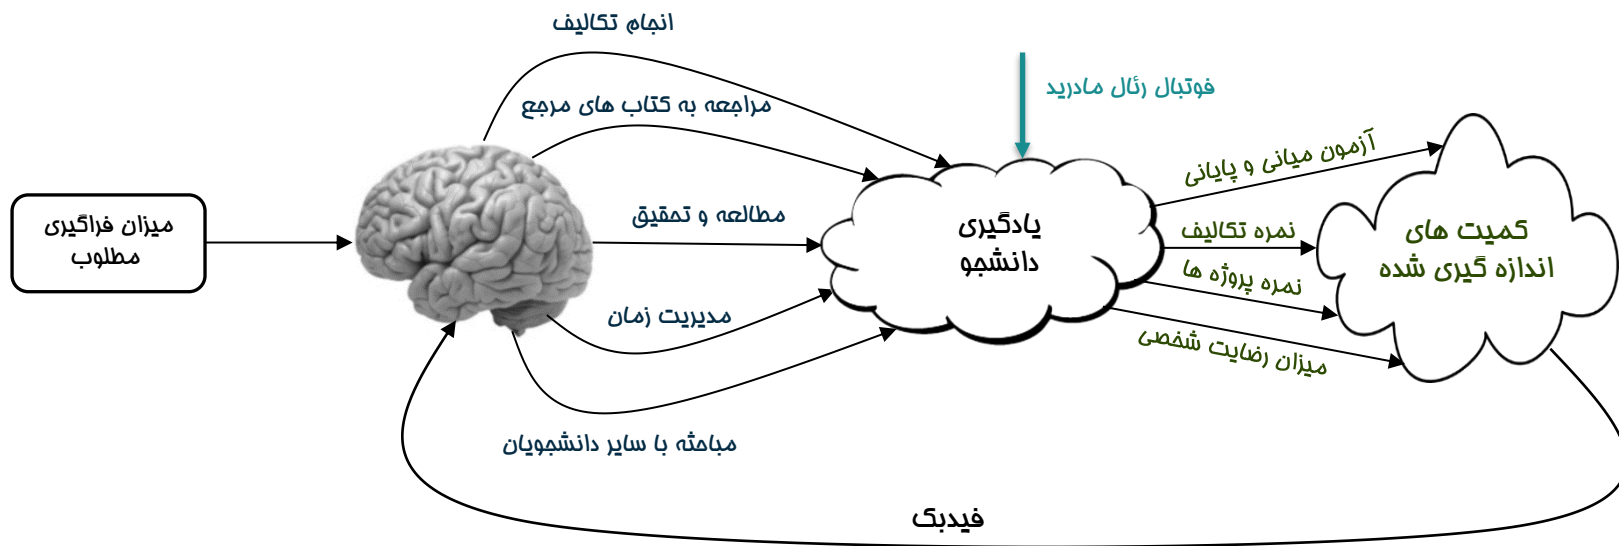 انجام تکالیف
مراجعه به کتاب های مرجع
مطالعه و تحقیق
مدیریت زمان
مباحثه با سایر دانشجویان
میزان فراگیری
مطلوب
فوتبال رئال مادرید
یادگیری
دانشجو
آزمون میانی و پایانی
نمره تکالیف
نمره پروژه ها
میزان رضایت شخصی
کمیت های
اندازه گیری شده
فیدبک